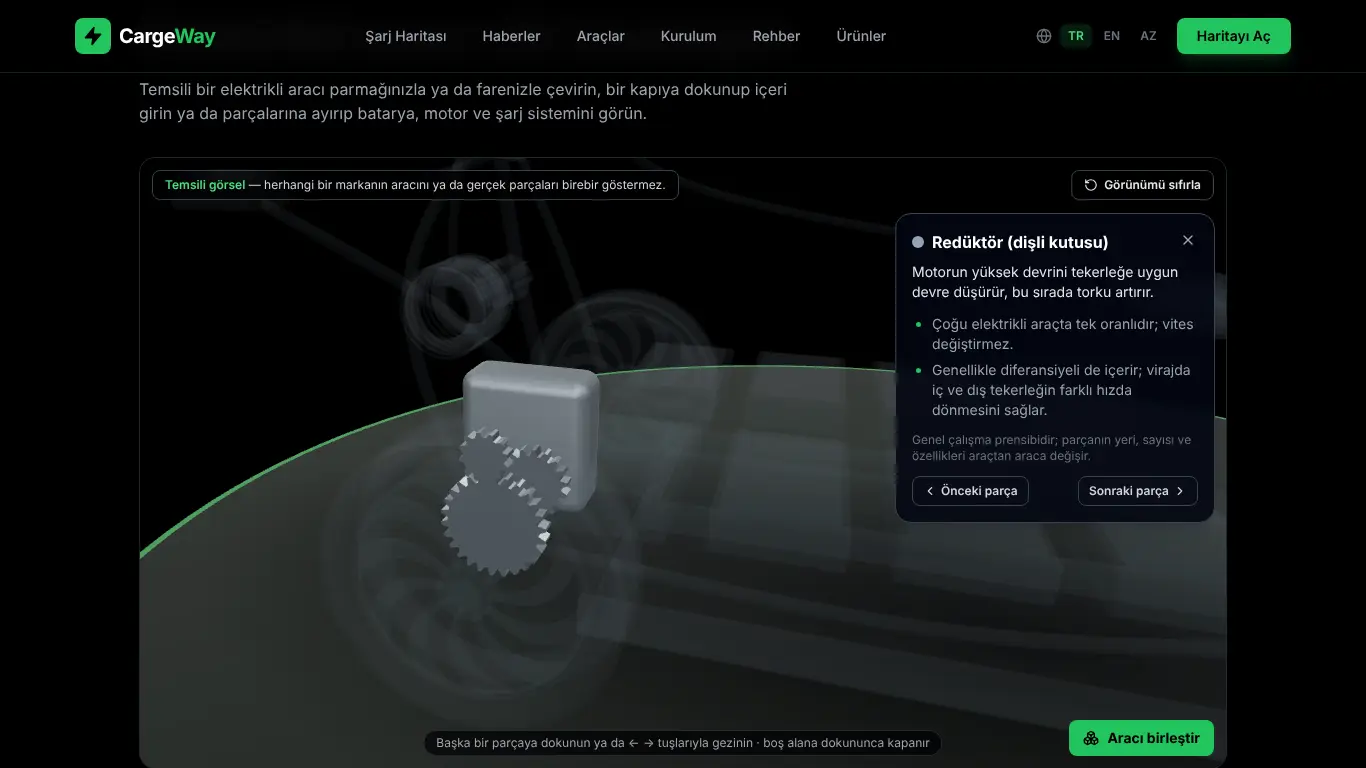 CargeWay
Şarj Haritası
Haberler
Araçlar
Kurulum
Rehber
Ürünler
TR
EN
AZ
Haritayı Aç
Temsili bir elektrikli aracı parmağınızla ya da farenizle çevirin, bir kapıya dokunup içeri
girin ya da parçalarına ayırıp batarya, motor ve şarj sistemini görün.
Temsili görsel — herhangi bir markanın aracını ya da gerçek parçaları birebir göstermez.
Görünümü sıfırla
Redüktör (dişli kutusu)
Motorun yüksek devrini tekerleğe uygun
devre düşürür, bu sırada torku artırır.
Çoğu elektrikli araçta tek oranlıdır; vites
değiştirmez.
Genellikle diferansiyeli de içerir; virajda
iç ve dış tekerleğin farklı hızda
dönmesini sağlar.
Genel çalışma prensibidir; parçanın yeri, sayısı ve
özellikleri araçtan araca değişir.
Önceki parça
Sonraki parça
Başka bir parçaya dokunun ya da ← → tuşlarıyla gezinin · boş alana dokununca kapanır
Aracı birleştir